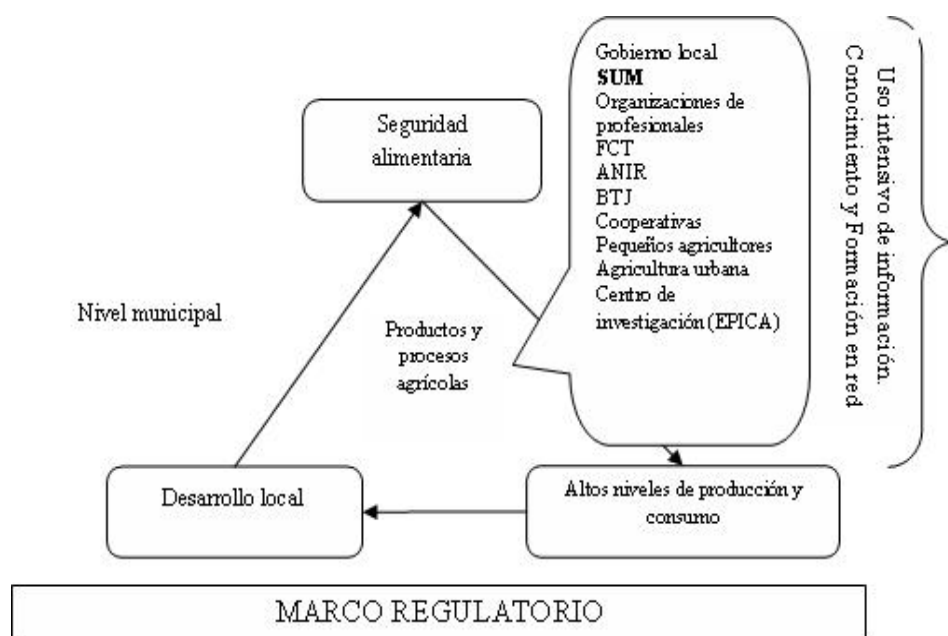 Gobierno local
SUM
Organizaciones de
profesionales
FCT
ANIR
BTJ
Cooperativas
Pequeños agricultores
Agricultura urbana
Centro de
investigación (EPICA)
Uso intensivo de información.
Conocimiento y Formación en red
Seguridad
alimentaria
Nivel municipal
Productos y
procesos
agrícolas
Desarrollo local
Altos niveles de producción y
consumo
MARCO REGULATORIO